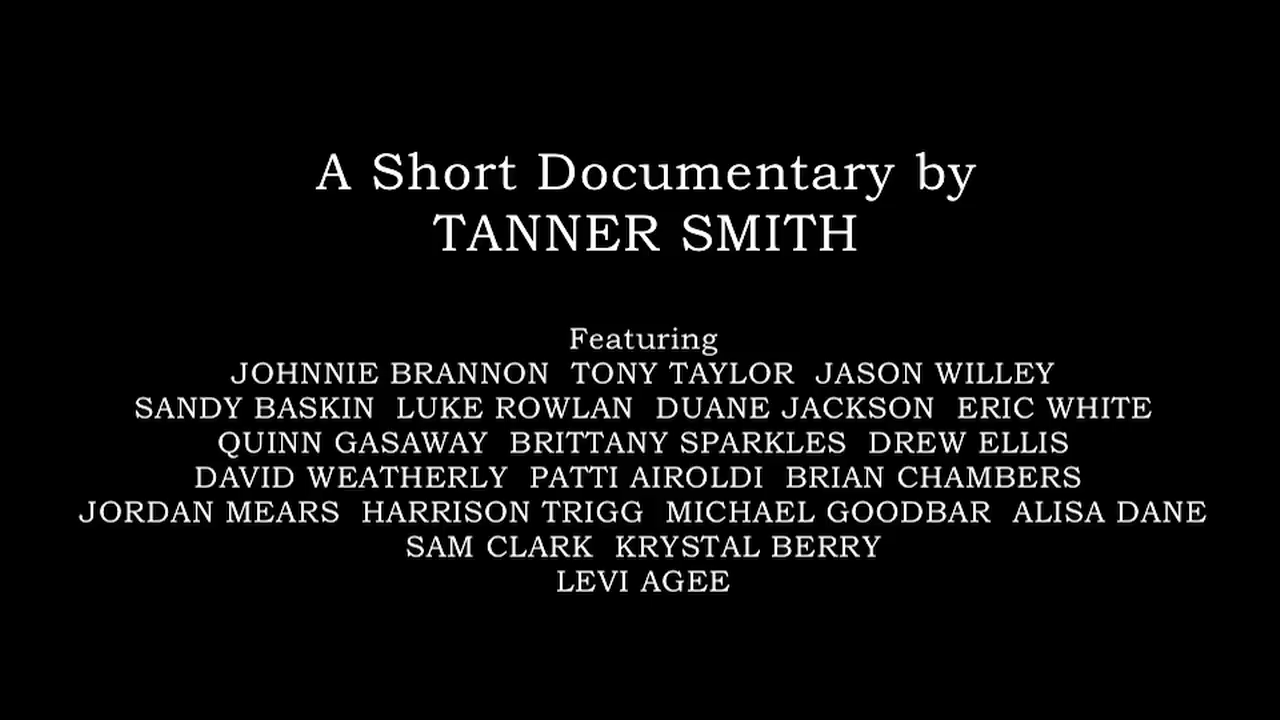 A Short Documentary by
TANNER SMITH
Featuring
JOHNNIE BRANNON TONY TAYLOR JASON WILLEY
SANDY BASKIN LUKE ROWLAN DUANE JACKSON ERIC WHITE
QUINN GASAWAY BRITTANY SPARKLES DREW ELLIS
DAVID WEATHERLY PATTI AIROLDI BRIAN CHAMBERS
JORDAN MEARS HARRISON TRIGG MICHAEL GOODBAR ALISA DANE
SAM CLARK KRYSTAL BERRY
LEVI AGEE